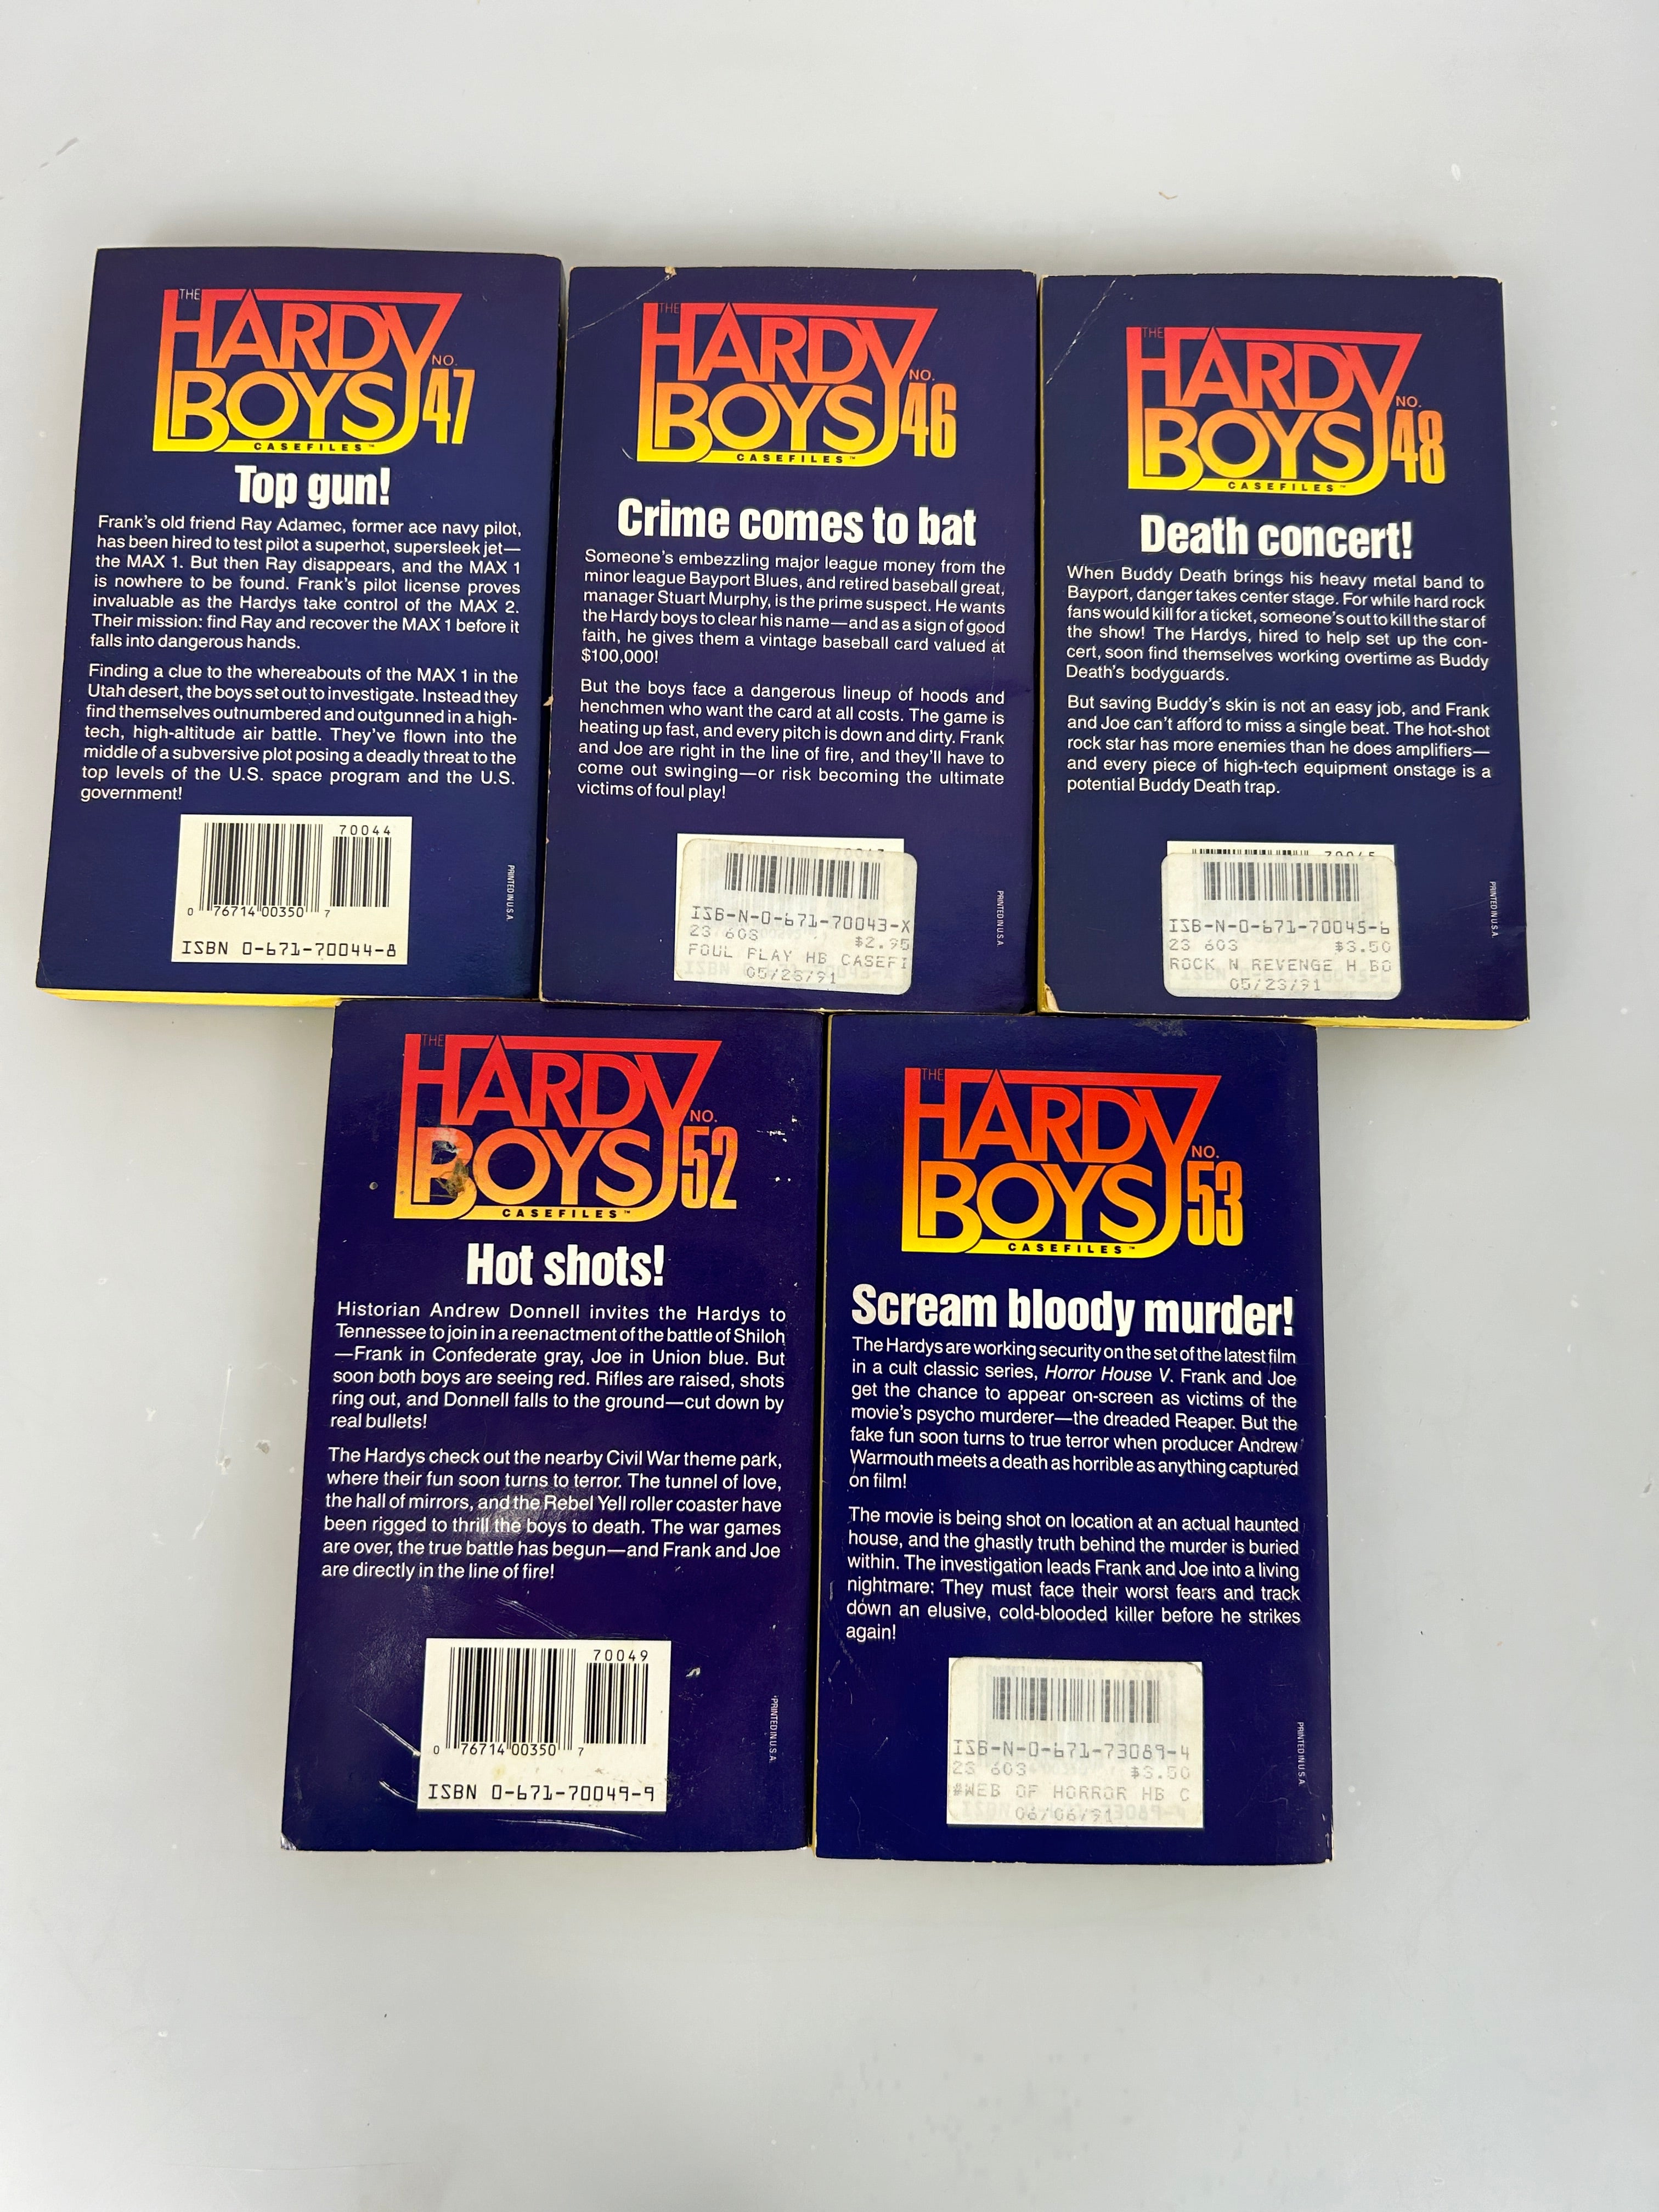 THE
HARDY
BOYS
NO.
47
CASEFILES™
Top gun!
Frank's old friend Ray Adamec, former ace navy pilot,
has been hired to test pilot a superhot, supersleek jet—
the MAX 1. But then Ray disappears, and the MAX 1
is nowhere to be found. Frank's pilot license proves
invaluable as the Hardys take control of the MAX 2.
Their mission: find Ray and recover the MAX 1 before it
falls into dangerous hands.
Finding a clue to the whereabouts of the MAX 1 in the
Utah desert, the boys set out to investigate. Instead they
find themselves outnumbered and outgunned in a high-
tech, high-altitude air battle. They've flown into the
middle of a subversive plot posing a deadly threat to the
top levels of the U.S. space program and the U.S.
government!
70044
0 76714 00350 7
ISBN 0-671-70044-8
PRINTED IN U.S.A.
THE
HARDY
BOYS
NO.
46
CASEFILES™
Crime comes to bat
Someone's embezzling major league money from the
minor league Bayport Blues, and retired baseball great,
manager Stuart Murphy, is the prime suspect. He wants
the Hardy boys to clear his name—and as a sign of good
faith, he gives them a vintage baseball card valued at
$100,000!
But the boys face a dangerous lineup of hoods and
henchmen who want the card at all costs. The game is
heating up fast, and every pitch is down and dirty. Frank
and Joe are right in the line of fire, and they'll have to
come out swinging—or risk becoming the ultimate
victims of foul play!
ISB-N-0-671-70043-X
23 603 $2.95
FOUL PLAY HB CASEFI
05/23/91
PRINTED IN U.S.A.
THE
HARDY
BOYS
NO.
48
CASEFILES™
Death concert!
When Buddy Death brings his heavy metal band to
Bayport, danger takes center stage. For while hard rock
fans would kill for a ticket, someone's out to kill the star of
the show! The Hardys, hired to help set up the con-
cert, soon find themselves working overtime as Buddy
Death's bodyguards.
But saving Buddy's skin is not an easy job, and Frank
and Joe can't afford to miss a single beat. The hot-shot
rock star has more enemies than he does amplifiers—
and every piece of high-tech equipment onstage is a
potential Buddy Death trap.
70045
ISB-N-0-671-70045-6
23 603 $3.50
ROCK N REVENGE H BO
05/23/91
PRINTED IN U.S.A.
THE
HARDY
BOYS
NO.
52
CASEFILES™
Hot shots!
Historian Andrew Donnell invites the Hardys to
Tennessee to join in a reenactment of the battle of Shiloh
—Frank in Confederate gray, Joe in Union blue. But
soon both boys are seeing red. Rifles are raised, shots
ring out, and Donnell falls to the ground—cut down by
real bullets!
The Hardys check out the nearby Civil War theme park,
where their fun soon turns to terror. The tunnel of love,
the hall of mirrors, and the Rebel Yell roller coaster have
been rigged to thrill the boys to death. The war games
are over, the true battle has begun—and Frank and Joe
are directly in the line of fire!
70049
0 76714 00350 7
ISBN 0-671-70049-9
PRINTED IN U.S.A.
THE
HARDY
BOYS
NO.
53
CASEFILES™
Scream bloody murder!
The Hardys are working security on the set of the latest film
in a cult classic series, Horror House V. Frank and Joe
get the chance to appear on-screen as victims of the
movie's psycho murderer—the dreaded Reaper. But the
fake fun soon turns to true terror when producer Andrew
Warmouth meets a death as horrible as anything captured
on film!
The movie is being shot on location at an actual haunted
house, and the ghastly truth behind the murder is buried
within. The investigation leads Frank and Joe into a living
nightmare: They must face their worst fears and track
down an elusive, cold-blooded killer before he strikes
again!
ISB-N-0-671-73089-4
23 603 $3.50
#WEB OF HORROR HB C
06/06/91
PRINTED IN U.S.A.